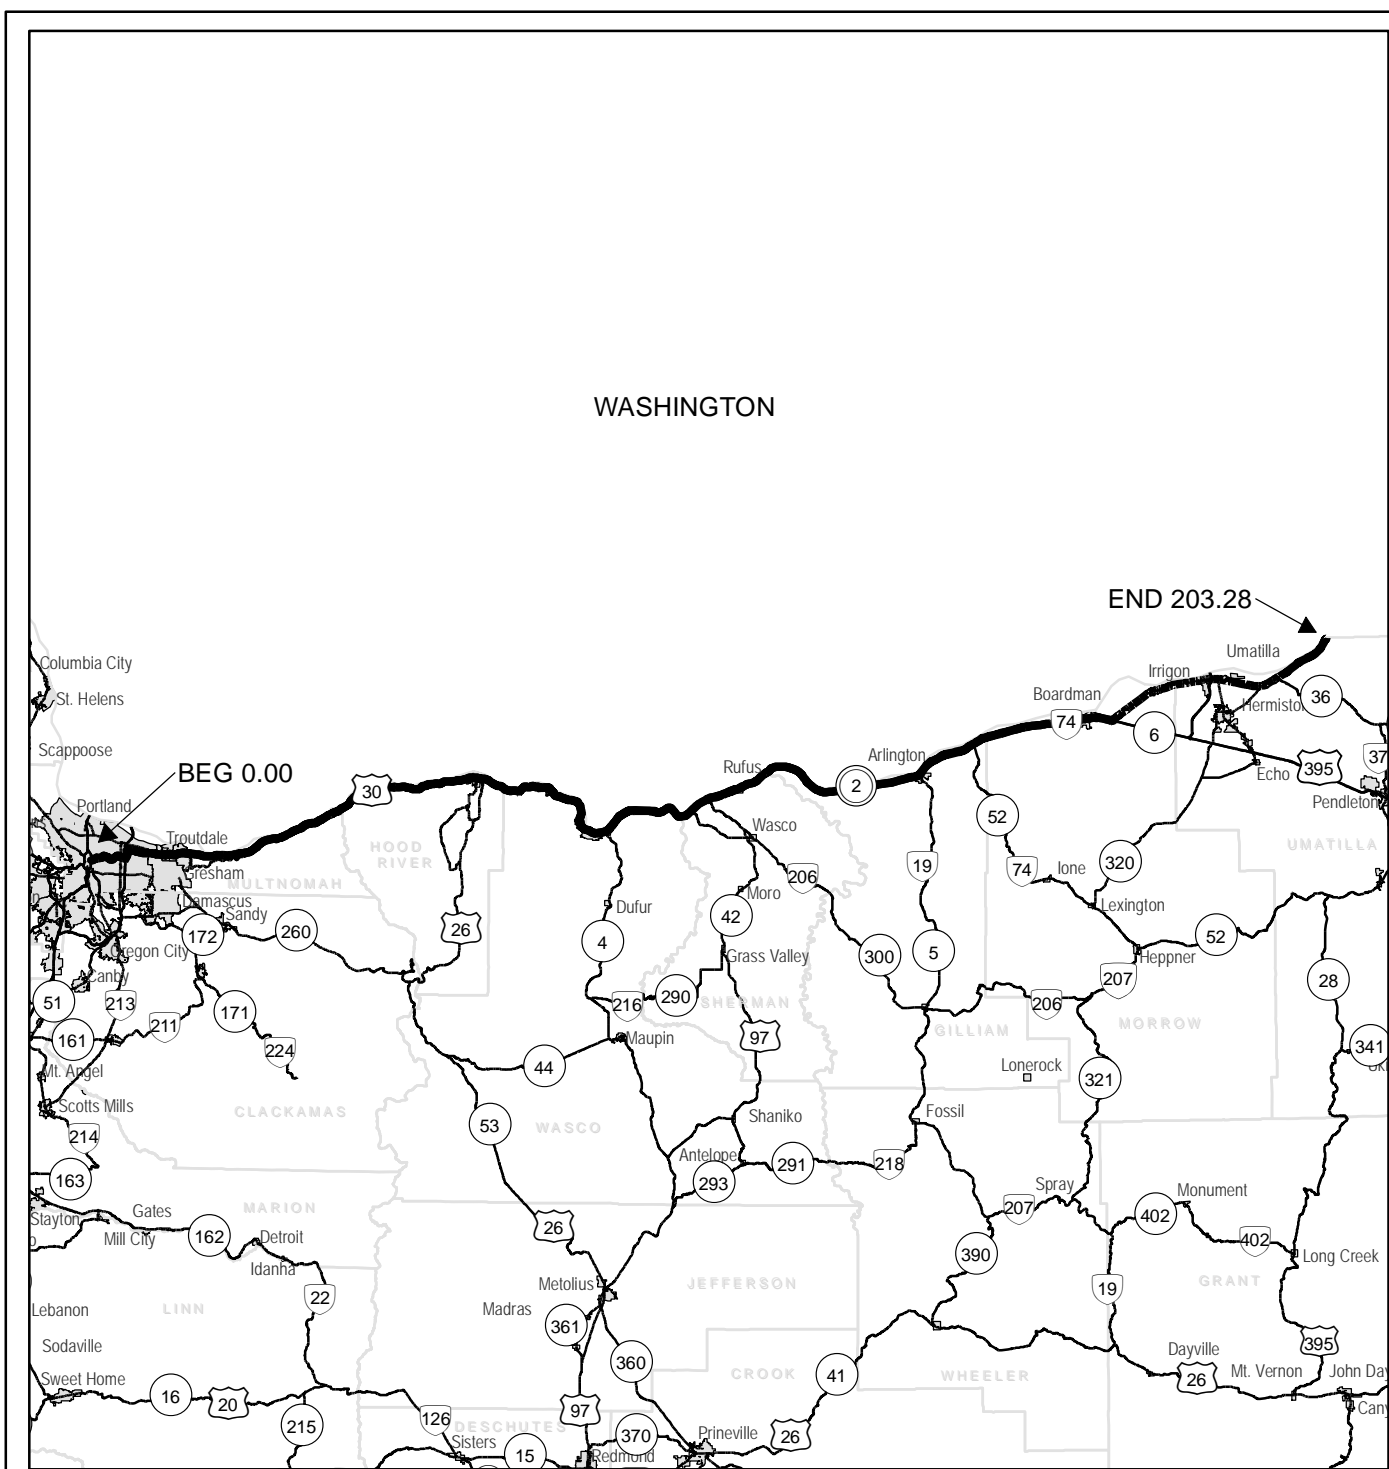 WASHINGTON
END 203.28
Umatilla
Columbia City
Irrigon
St. Helens
Boardman
36
Hermiston
74
6
Scappoose
Arlington
37
Rufus
395
BEG 0.00
Echo
30
2
Portland
Pendleton
52
Wasco
Troutdale
HOOD
RIVER
UMATILLA
19
320
Gresham
74
Ione
206
MULTNOMAH
Moro
Damascus
Dufur
Lexington
Sandy
42
26
260
172
52
4
Oregon City
5
Grass Valley
300
Heppner
Canby
207
28
51
213
290
SHERMAN
216
206
171
211
MORROW
GILLIAM
161
97
Maupin
341
224
44
Lonerock
Mt. Angel
321
Scotts Mills
CLACKAMAS
Fossil
Shaniko
53
WASCO
214
Antelope
291
218
163
293
Spray
Monument
MARION
207
Gates
Stayton
402
26
Mill City
162
Detroit
402
390
Long Creek
Idanha
JEFFERSON
GRANT
Metolius
19
22
Lebanon
LINN
Madras
361
395
Sodaville
Dayville
360
Mt. Vernon
John Day
CROOK
41
WHEELER
26
Sweet Home
16
20
97
126
DESCHUTES
215
Prineville
26
370
Sisters
15
Redmond